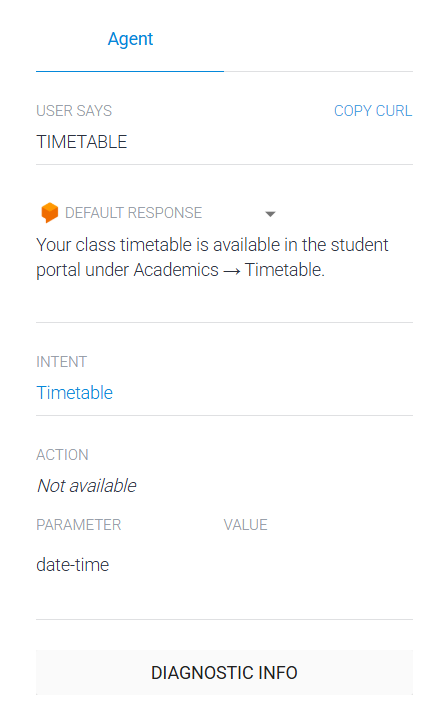 Agent
USER SAYS COPY CURL
TIMETABLE
DEFAULT RESPONSE
Your class timetable is available in the student
portal under Academics → Timetable.
INTENT
Timetable
ACTION
Not available
PARAMETER VALUE
date-time
DIAGNOSTIC INFO